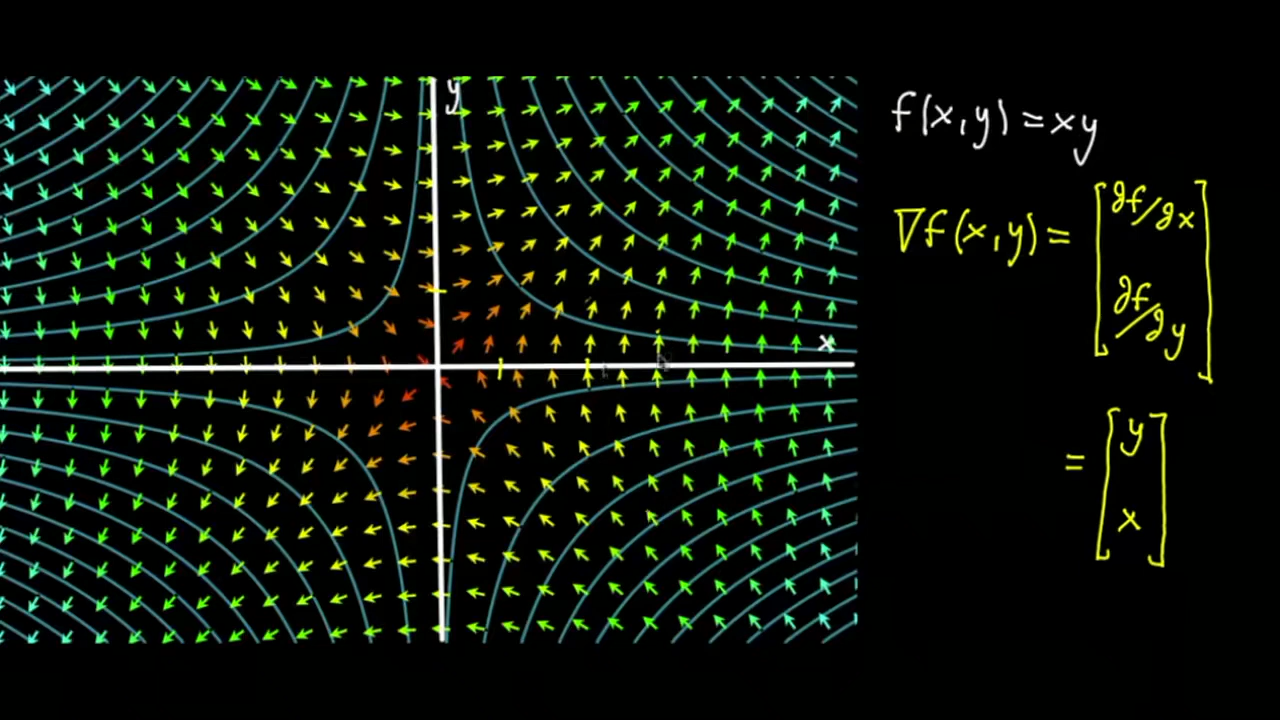 y
x
f(x,y)=xy
∇f(x,y)=[∂f/∂x
∂f/∂y]
=[y
x]